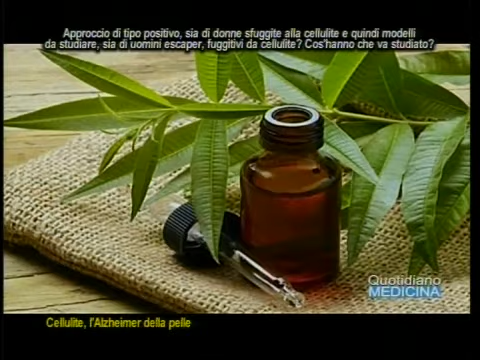 Approccio di tipo positivo, sia di donne sfuggite alla cellulite e quindi modelli
da studiare, sia di uomini escaper, fuggitivi da cellulite? Cos'hanno che va studiato?
Quotidiano
MEDICINA
Cellulite, l'Alzheimer della pelle